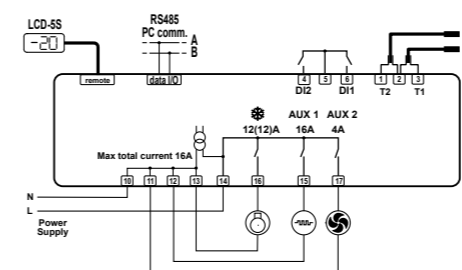 LCD-5S
-20
RS485
PC comm.
A
B
remote
data I/O
4 5 6
DI2 DI1
1 2 3
T2 T1
12(12)A
AUX 1
16A
AUX 2
4A
Max total current 16A
10 11 12 13 14 16 15 17
N
L
Power
Supply